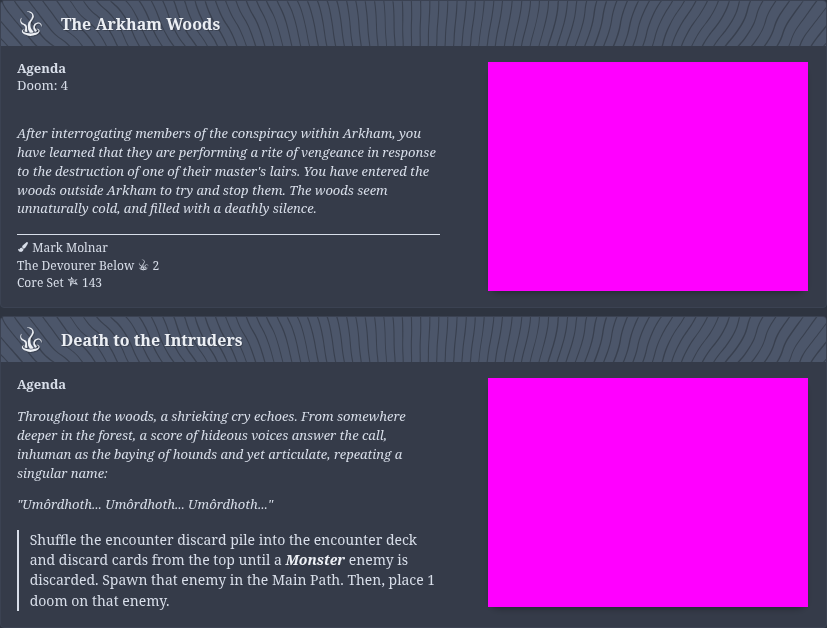 The Arkham Woods
Agenda
Doom: 4
After interrogating members of the conspiracy within Arkham, you
have learned that they are performing a rite of vengeance in response
to the destruction of one of their master's lairs. You have entered the
woods outside Arkham to try and stop them. The woods seem
unnaturally cold, and filled with a deathly silence.
Mark Molnar
The Devourer Below 2
Core Set 143
Death to the Intruders
Agenda
Throughout the woods, a shrieking cry echoes. From somewhere
deeper in the forest, a score of hideous voices answer the call,
inhuman as the baying of hounds and yet articulate, repeating a
singular name:
"Umôrdhoth... Umôrdhoth... Umôrdhoth..."
Shuffle the encounter discard pile into the encounter deck
and discard cards from the top until a Monster enemy is
discarded. Spawn that enemy in the Main Path. Then, place 1
doom on that enemy.